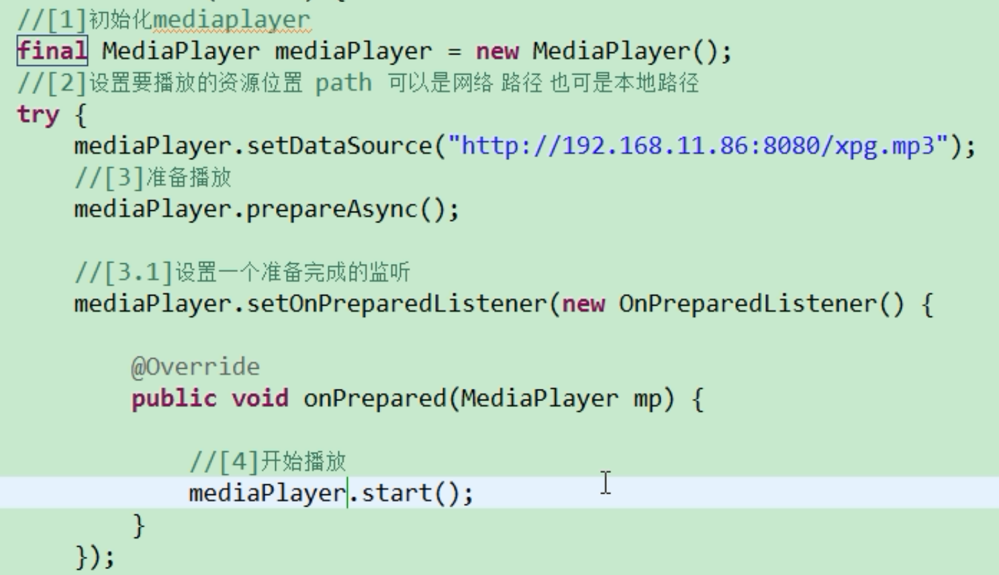 //[1]初始化mediaplayer
final MediaPlayer mediaPlayer = new MediaPlayer();
//[2]设置要播放的资源位置 path 可以是网络 路径 也可是本地路径
try {
mediaPlayer.setDataSource("http://192.168.11.86:8080/xpg.mp3");
//[3]准备播放
mediaPlayer.prepareAsync();
//[3.1]设置一个准备完成的监听
mediaPlayer.setOnPreparedListener(new OnPreparedListener() {
@Override
public void onPrepared(MediaPlayer mp) {
//[4]开始播放
mediaPlayer.start();
}
});